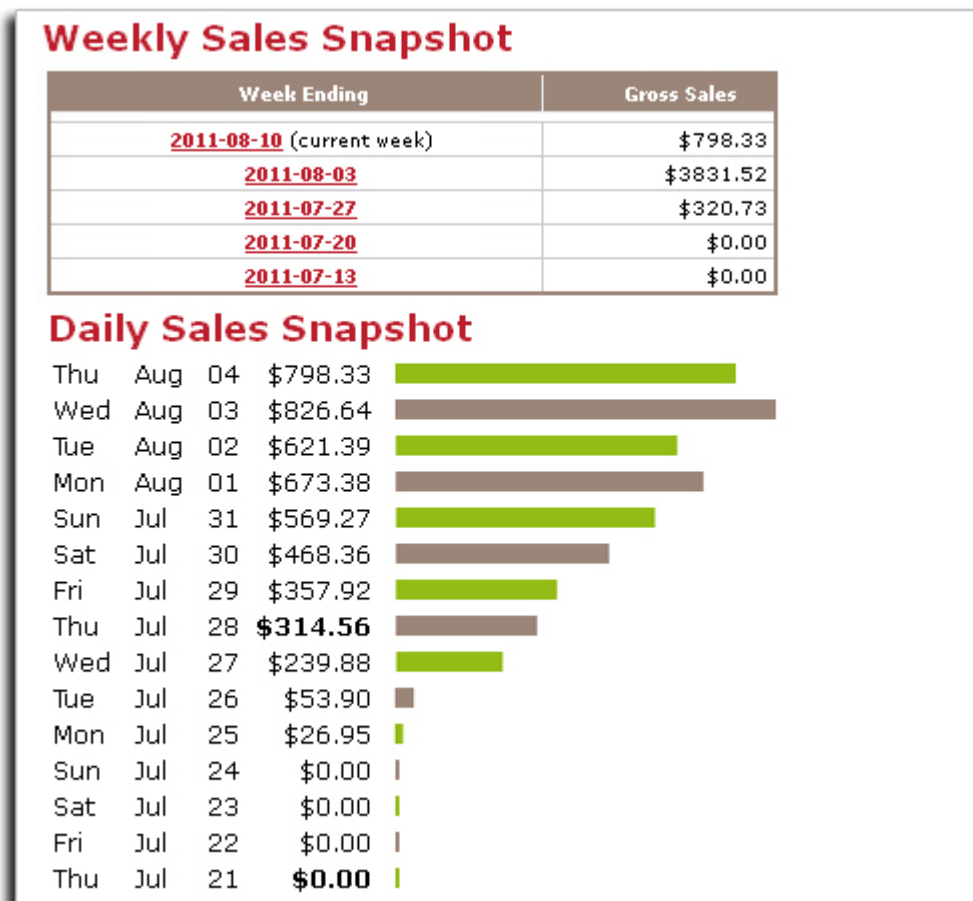 Weekly Sales Snapshot
Week Ending Gross Sales
2011-08-10 (current week) $798.33
2011-08-03 $3831.52
2011-07-27 $320.73
2011-07-20 $0.00
2011-07-13 $0.00
Daily Sales Snapshot
Thu Aug 04 $798.33
Wed Aug 03 $826.64
Tue Aug 02 $621.39
Mon Aug 01 $673.38
Sun Jul 31 $569.27
Sat Jul 30 $468.36
Fri Jul 29 $357.92
Thu Jul 28 $314.56
Wed Jul 27 $239.88
Tue Jul 26 $53.90
Mon Jul 25 $26.95
Sun Jul 24 $0.00
Sat Jul 23 $0.00
Fri Jul 22 $0.00
Thu Jul 21 $0.00